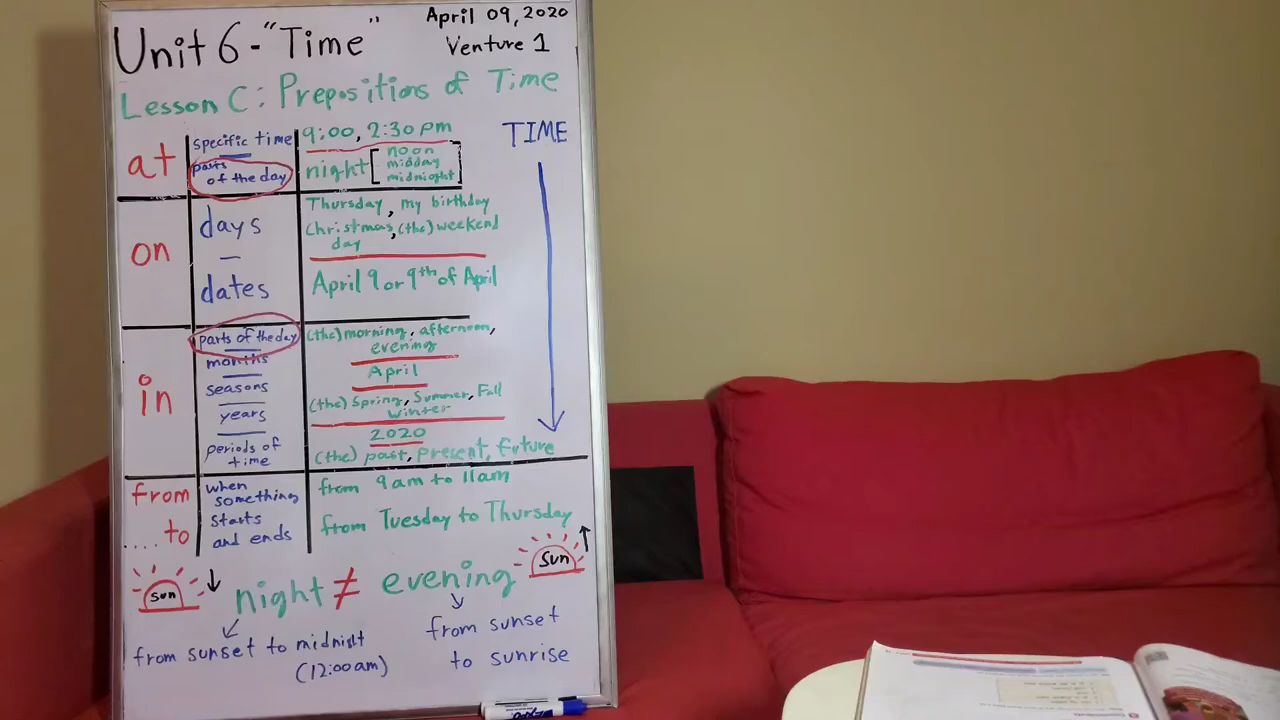 Unit 6-"Time"
April 09, 2020
Venture 1
Lesson C: Prepositions of Time
TIME
at
specific time
parts
of the day
9:00, 2:30 pm
night
noon
midday
midnight
on
days
—
dates
Thursday, my birthday
Christmas, (the) weekend
day
April 9 or 9th of April
in
parts of the day
months
seasons
years
periods of
time
(the) morning, afternoon,
evening
April
(the) Spring, Summer, Fall
winter
2020
(the) past, present, future
from
.... to
when
something
starts
and ends
from 9am to 11am
from Tuesday to Thursday
sun
night ≠ evening
Sun
from sunset to midnight
(12:00am)
from sunset
to sunrise